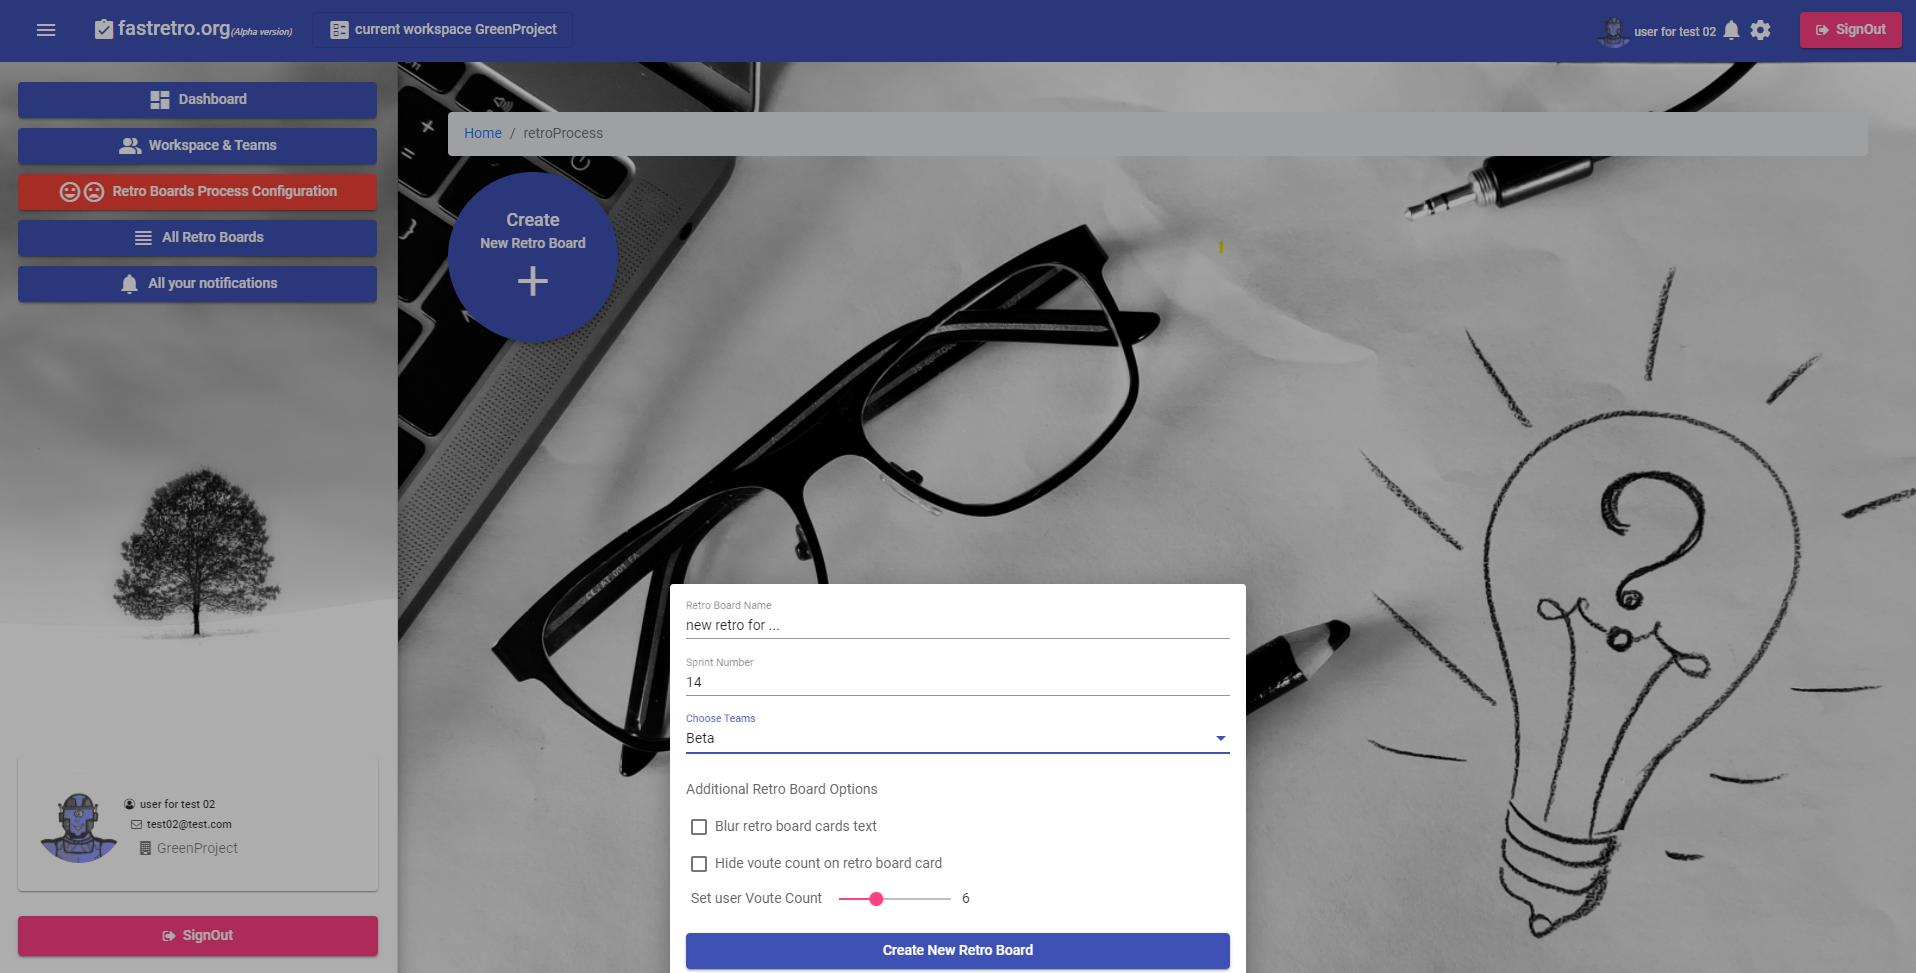 fastretro.org(Alpha version)
current workspace GreenProject
user for test 02
SignOut
Dashboard
Workspace & Teams
Retro Boards Process Configuration
All Retro Boards
All your notifications
Home / retroProcess
Create
New Retro Board
Retro Board Name
new retro for ...
Sprint Number
14
Choose Teams
Beta
Additional Retro Board Options
Blur retro board cards text
Hide voute count on retro board card
Set user Voute Count 6
Create New Retro Board
user for test 02
test02@test.com
GreenProject
SignOut